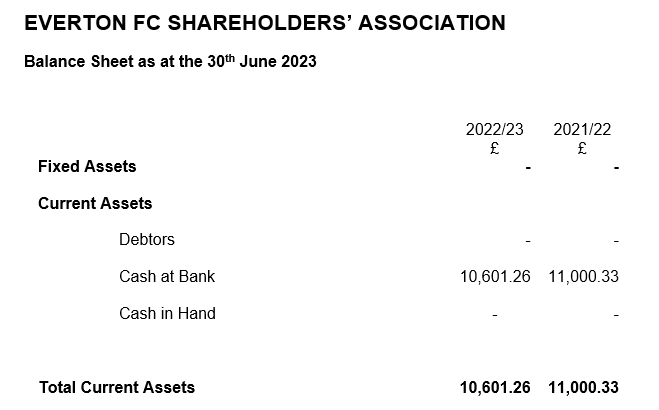 EVERTON FC SHAREHOLDERS’ ASSOCIATION
Balance Sheet as at the 30th June 2023
2022/23 2021/22
£ £
Fixed Assets - -
Current Assets
Debtors - -
Cash at Bank 10,601.26 11,000.33
Cash in Hand - -
Total Current Assets 10,601.26 11,000.33